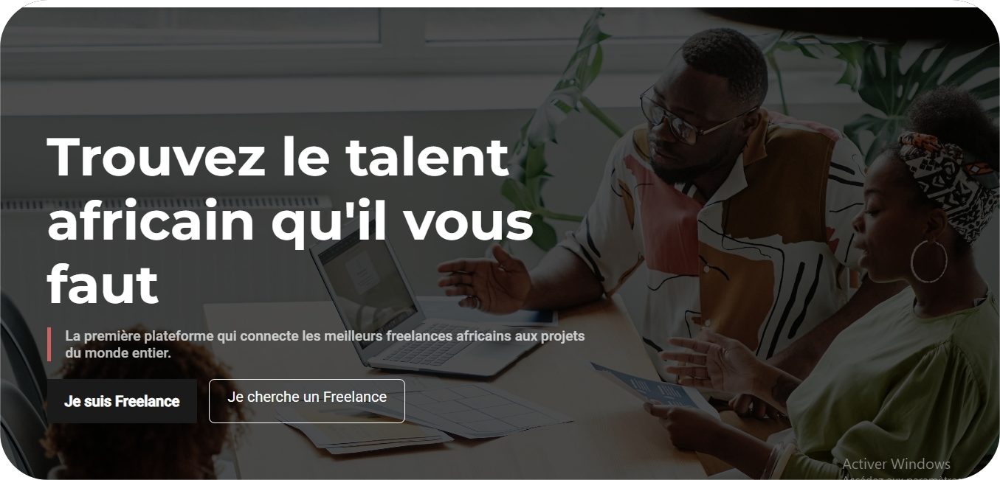 Trouvez le talent
africain qu'il vous
faut
La première plateforme qui connecte les meilleurs freelances africains aux projets
du monde entier.
Je suis Freelance
Je cherche un Freelance
Activer Windows
Accédez aux paramètres